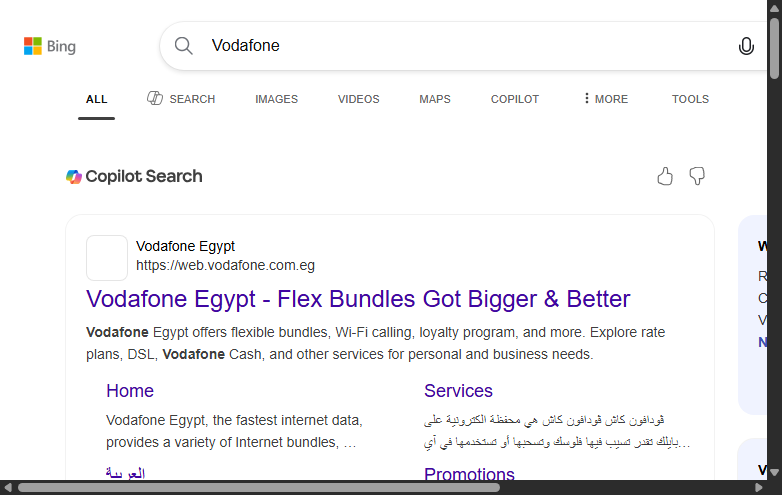 Bing
Vodafone
ALL SEARCH IMAGES VIDEOS MAPS COPILOT MORE TOOLS
Copilot Search
Vodafone Egypt
https://web.vodafone.com.eg
Vodafone Egypt - Flex Bundles Got Bigger & Better
Vodafone Egypt offers flexible bundles, Wi-Fi calling, loyalty program, and more. Explore rate
plans, DSL, Vodafone Cash, and other services for personal and business needs.
Home
Vodafone Egypt, the fastest internet data,
provides a variety of Internet bundles, …
Services
ڤودافون كاش ڤودافون كاش هي محفظة الكترونية على
…بايلك تقدر تسيب فيها فلوسك وتسحبها أو تستخدمها في أي
العربية
Promotions
W
R
C
V
N
V